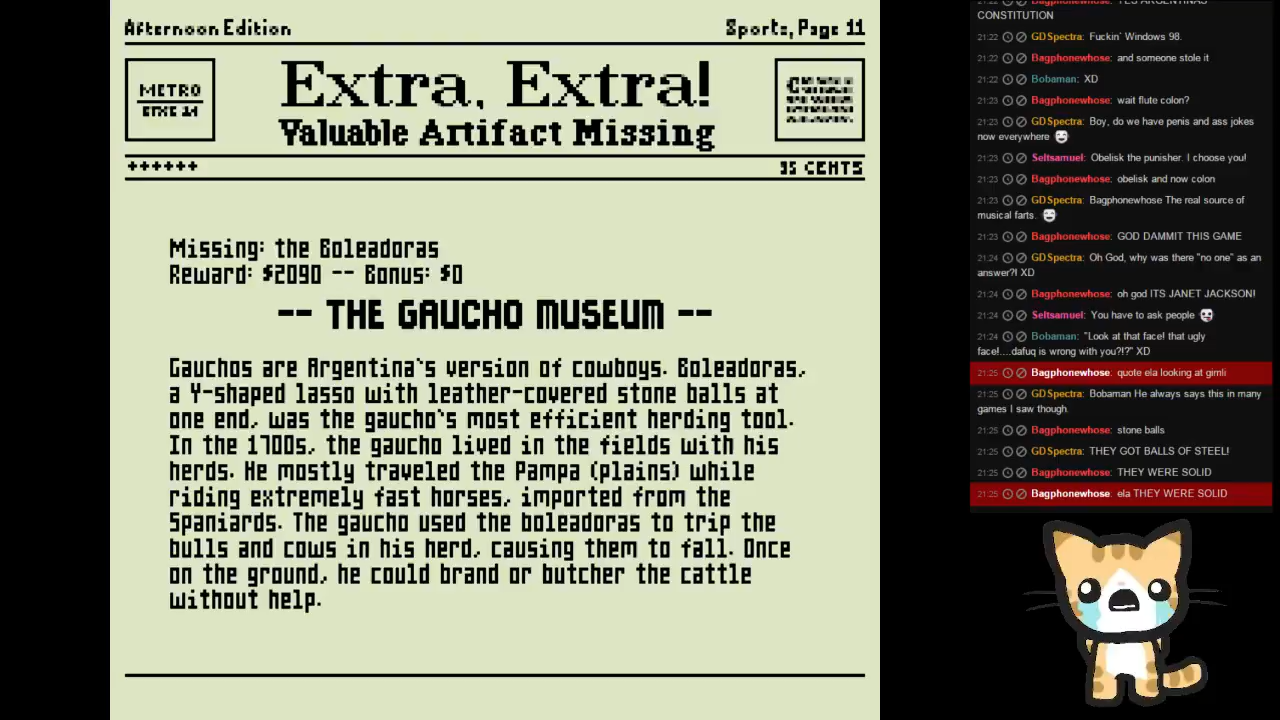 Afternoon Edition
Sports, Page 11
METRO
Extra, Extra!
Valuable Artifact Missing
++++++
35 CENTS
Missing: the Boleadoras
Reward: $2090 -- Bonus: $0
-- THE GAUCHO MUSEUM --
Gauchos are Argentina's version of cowboys. Boleadoras,
a Y-shaped lasso with leather-covered stone balls at
one end, was the gaucho's most efficient herding tool.
In the 1700s, the gaucho lived in the fields with his
herds. He mostly traveled the Pampa (plains) while
riding extremely fast horses, imported from the
Spaniards. The gaucho used the boleadoras to trip the
bulls and cows in his herd, causing them to fall. Once
on the ground, he could brand or butcher the cattle
without help.
21:22 Bagphonewhose: YES ARGENTINAS
CONSTITUTION
21:22 GDSpectra: Fuckin' Windows 98.
21:22 Bagphonewhose: and someone stole it
21:22 Bobaman: XD
21:23 Bagphonewhose: wait flute colon?
21:23 GDSpectra: Boy, do we have penis and ass jokes
now everywhere
21:23 Seltsamuel: Obelisk the punisher. I choose you!
21:23 Bagphonewhose: obelisk and now colon
21:23 GDSpectra: Bagphonewhose The real source of
musical farts.
21:23 Bagphonewhose: GOD DAMMIT THIS GAME
21:24 GDSpectra: Oh God, why was there "no one" as an
answer?! XD
21:24 Bagphonewhose: oh god ITS JANET JACKSON!
21:24 Seltsamuel: You have to ask people
21:24 Bobaman: "Look at that face! that ugly
face!....dafuq is wrong with you?!?" XD
21:25 Bagphonewhose: quote ela looking at gimli
21:25 GDSpectra: Bobaman He always says this in many
games I saw though.
21:25 Bagphonewhose: stone balls
21:25 GDSpectra: THEY GOT BALLS OF STEEL!
21:25 Bagphonewhose: THEY WERE SOLID
21:25 Bagphonewhose: ela THEY WERE SOLID